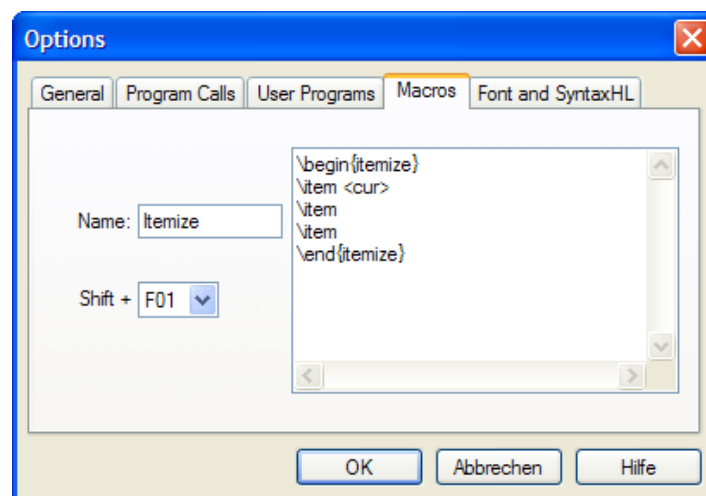 Options
General Program Calls User Programs Macros Font and SyntaxHL
\begin{itemize}
\item <cur>
Name: Itemize
\item
\item
\end{itemize}
Shift + F01
OK Abbrechen Hilfe